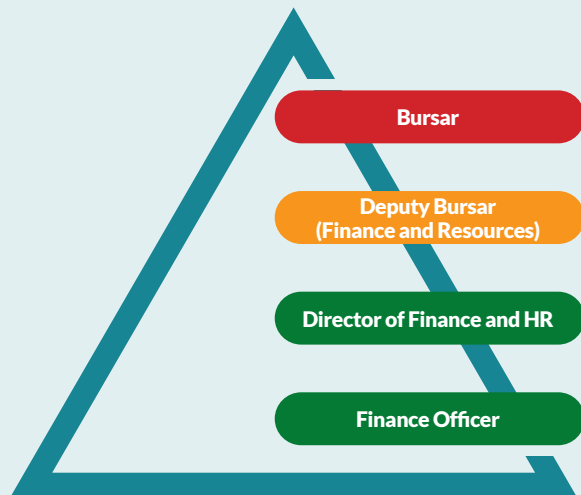 Bursar
Deputy Bursar
(Finance and Resources)
Director of Finance and HR
Finance Officer